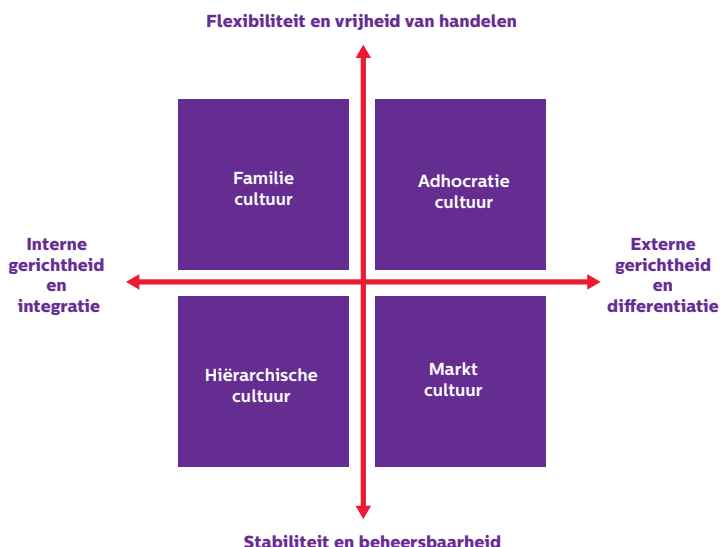 Flexibiliteit en vrijheid van handelen
Familie
cultuur
Adhocratie
cultuur
Interne
gerichtheid
en
integratie
Externe
gerichtheid
en
differentiatie
Hiërarchische
cultuur
Markt
cultuur
Stabiliteit en beheersbaarheid